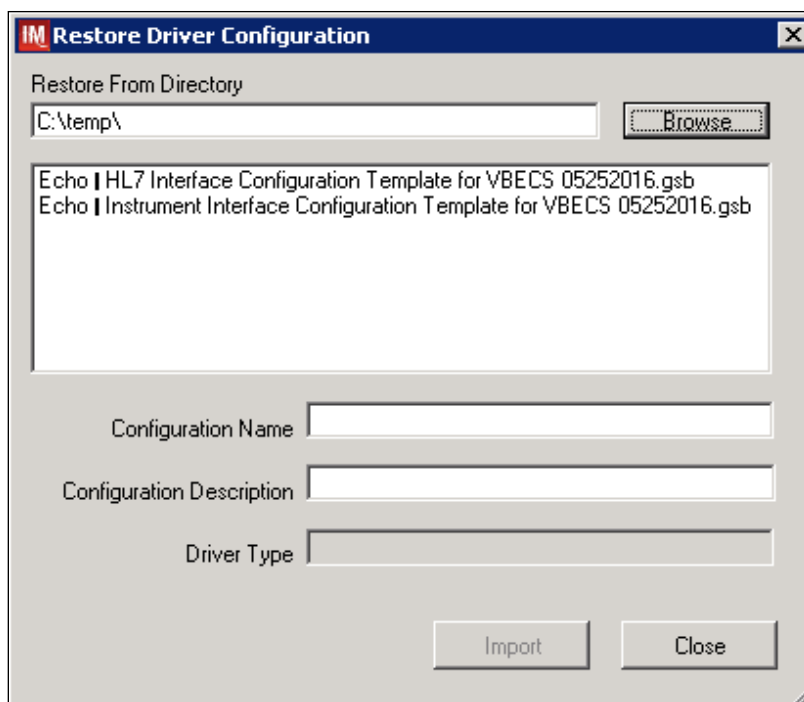 IM Restore Driver Configuration
Restore From Directory
C:\temp\
Browse
Echo | HL7 Interface Configuration Template for VBECS 05252016.gsb
Echo | Instrument Interface Configuration Template for VBECS 05252016.gsb
Configuration Name
Configuration Description
Driver Type
Import
Close